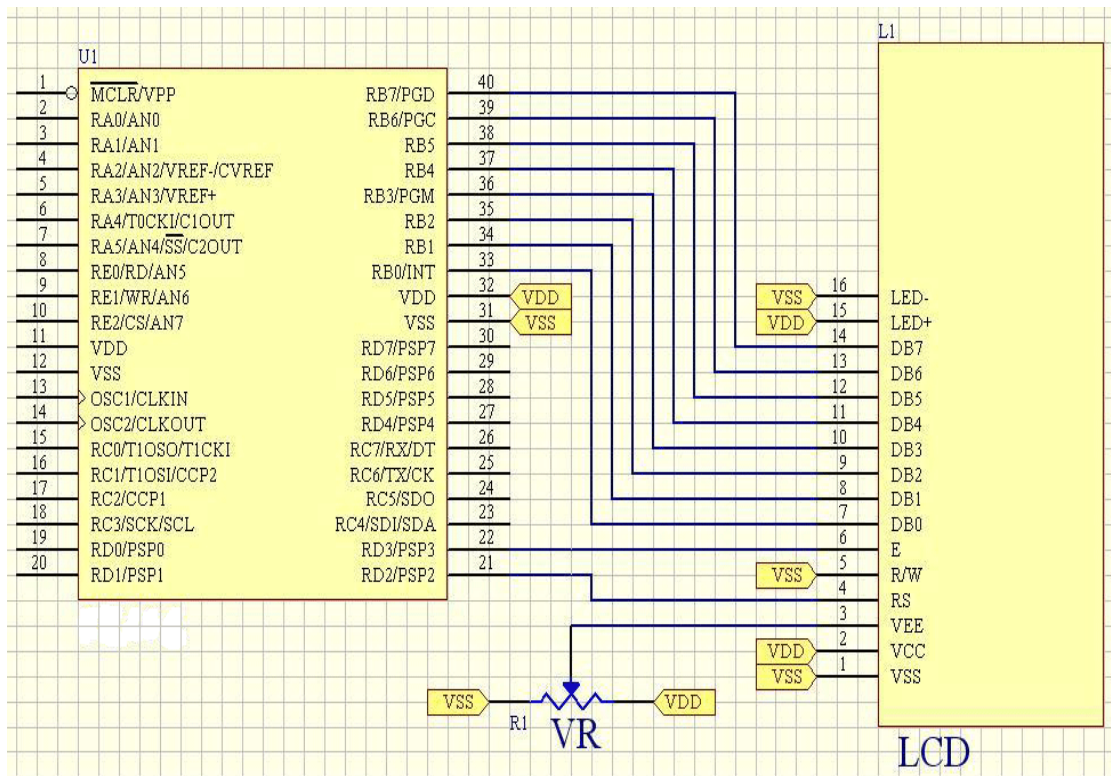 U1
1 MCLR/VPP
2 RA0/AN0
3 RA1/AN1
4 RA2/AN2/VREF-/CVREF
5 RA3/AN3/VREF+
6 RA4/T0CKI/C1OUT
7 RA5/AN4/SS/C2OUT
8 RE0/RD/AN5
9 RE1/WR/AN6
10 RE2/CS/AN7
11 VDD
12 VSS
13 OSC1/CLKIN
14 OSC2/CLKOUT
15 RC0/T1OSO/T1CKI
16 RC1/T1OSI/CCP2
17 RC2/CCP1
18 RC3/SCK/SCL
19 RD0/PSP0
20 RD1/PSP1
RB7/PGD 40
RB6/PGC 39
RB5 38
RB4 37
RB3/PGM 36
RB2 35
RB1 34
RB0/INT 33
VDD 32 VDD
VSS 31 VSS
RD7/PSP7 30
RD6/PSP6 29
RD5/PSP5 28
RD4/PSP4 27
RC7/RX/DT 26
RC6/TX/CK 25
RC5/SDO 24
RC4/SDI/SDA 23
RD3/PSP3 22
RD2/PSP2 21
L1
VSS 16 LED-
VDD 15 LED+
14 DB7
13 DB6
12 DB5
11 DB4
10 DB3
9 DB2
8 DB1
7 DB0
6 E
VSS 5 R/W
4 RS
3 VEE
VDD 2 VCC
VSS 1 VSS
VSS VDD
R1 VR
LCD